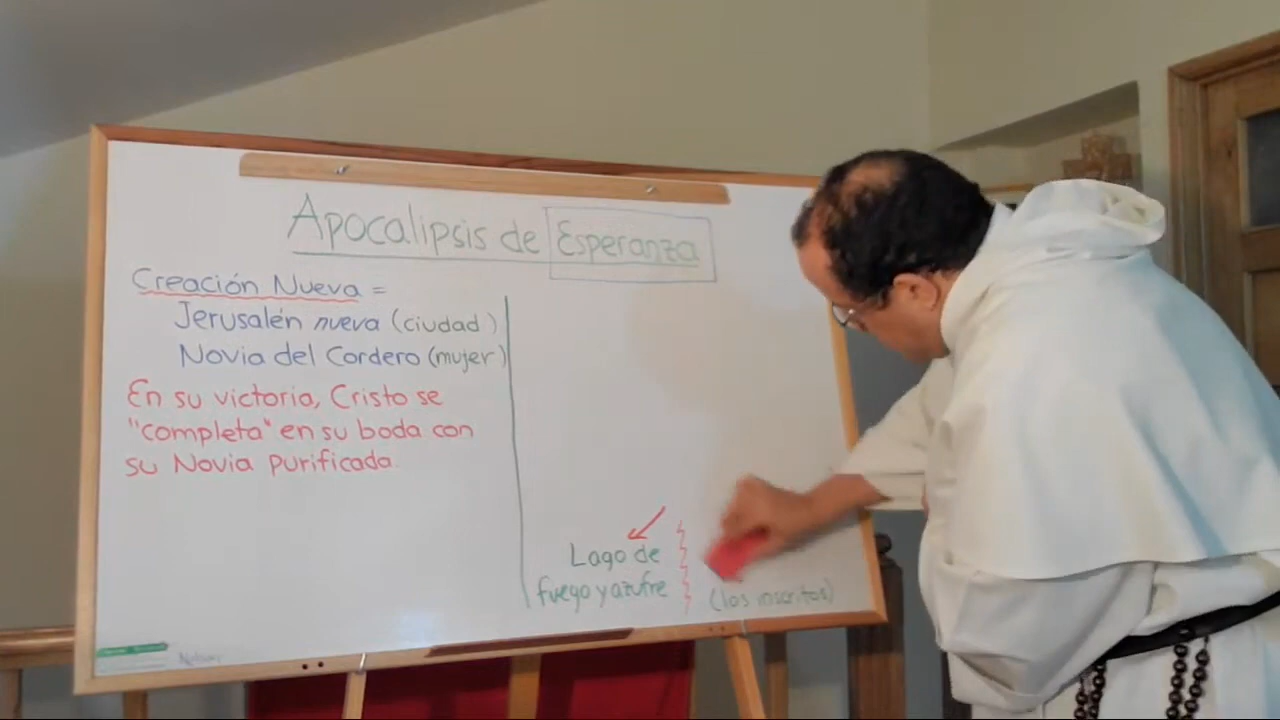 Apocalipsis de Esperanza
Creación Nueva =
Jerusalén nueva (ciudad)
Novia del Cordero (mujer)
En su victoria, Cristo se
"completa" en su boda con
su Novia purificada.
Lago de
fuego y azufre
(los inscritos)